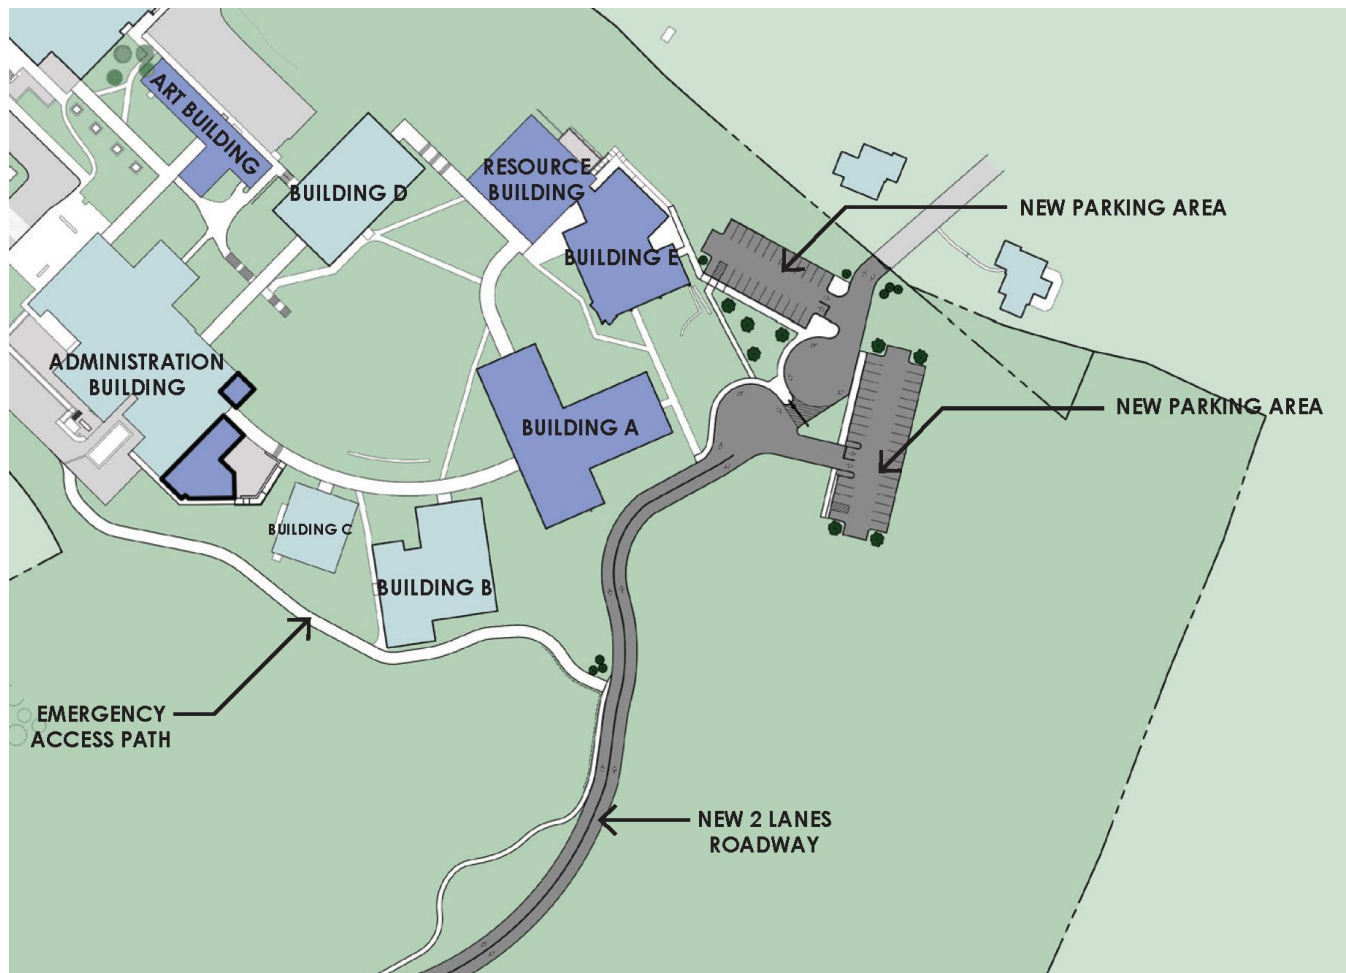 ART BUILDING
BUILDING D
RESOURCE
BUILDING
BUILDING E
NEW PARKING AREA
ADMINISTRATION
BUILDING
BUILDING A
NEW PARKING AREA
BUILDING C
BUILDING B
EMERGENCY
ACCESS PATH
NEW 2 LANES
ROADWAY